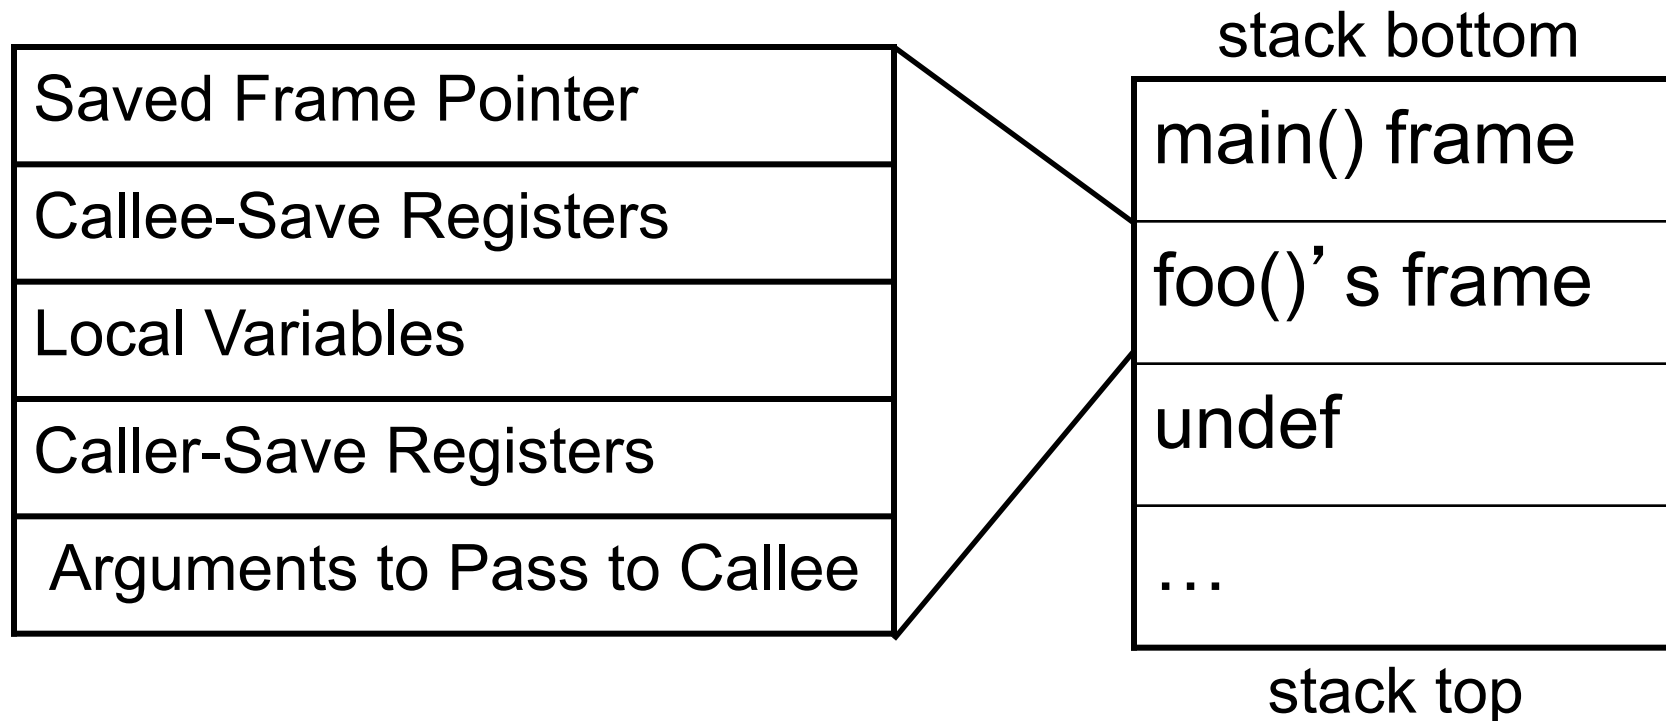 Saved Frame Pointer
Callee-Save Registers
Local Variables
Caller-Save Registers
Arguments to Pass to Callee
stack bottom
main() frame
foo()’s frame
undef
…
stack top